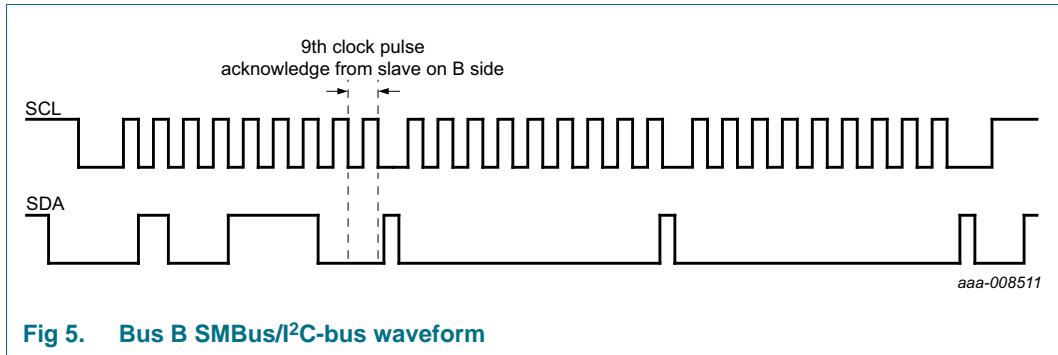 9th clock pulse
acknowledge from slave on B side
SCL
SDA
aaa-008511
Fig 5. Bus B SMBus/I²C-bus waveform